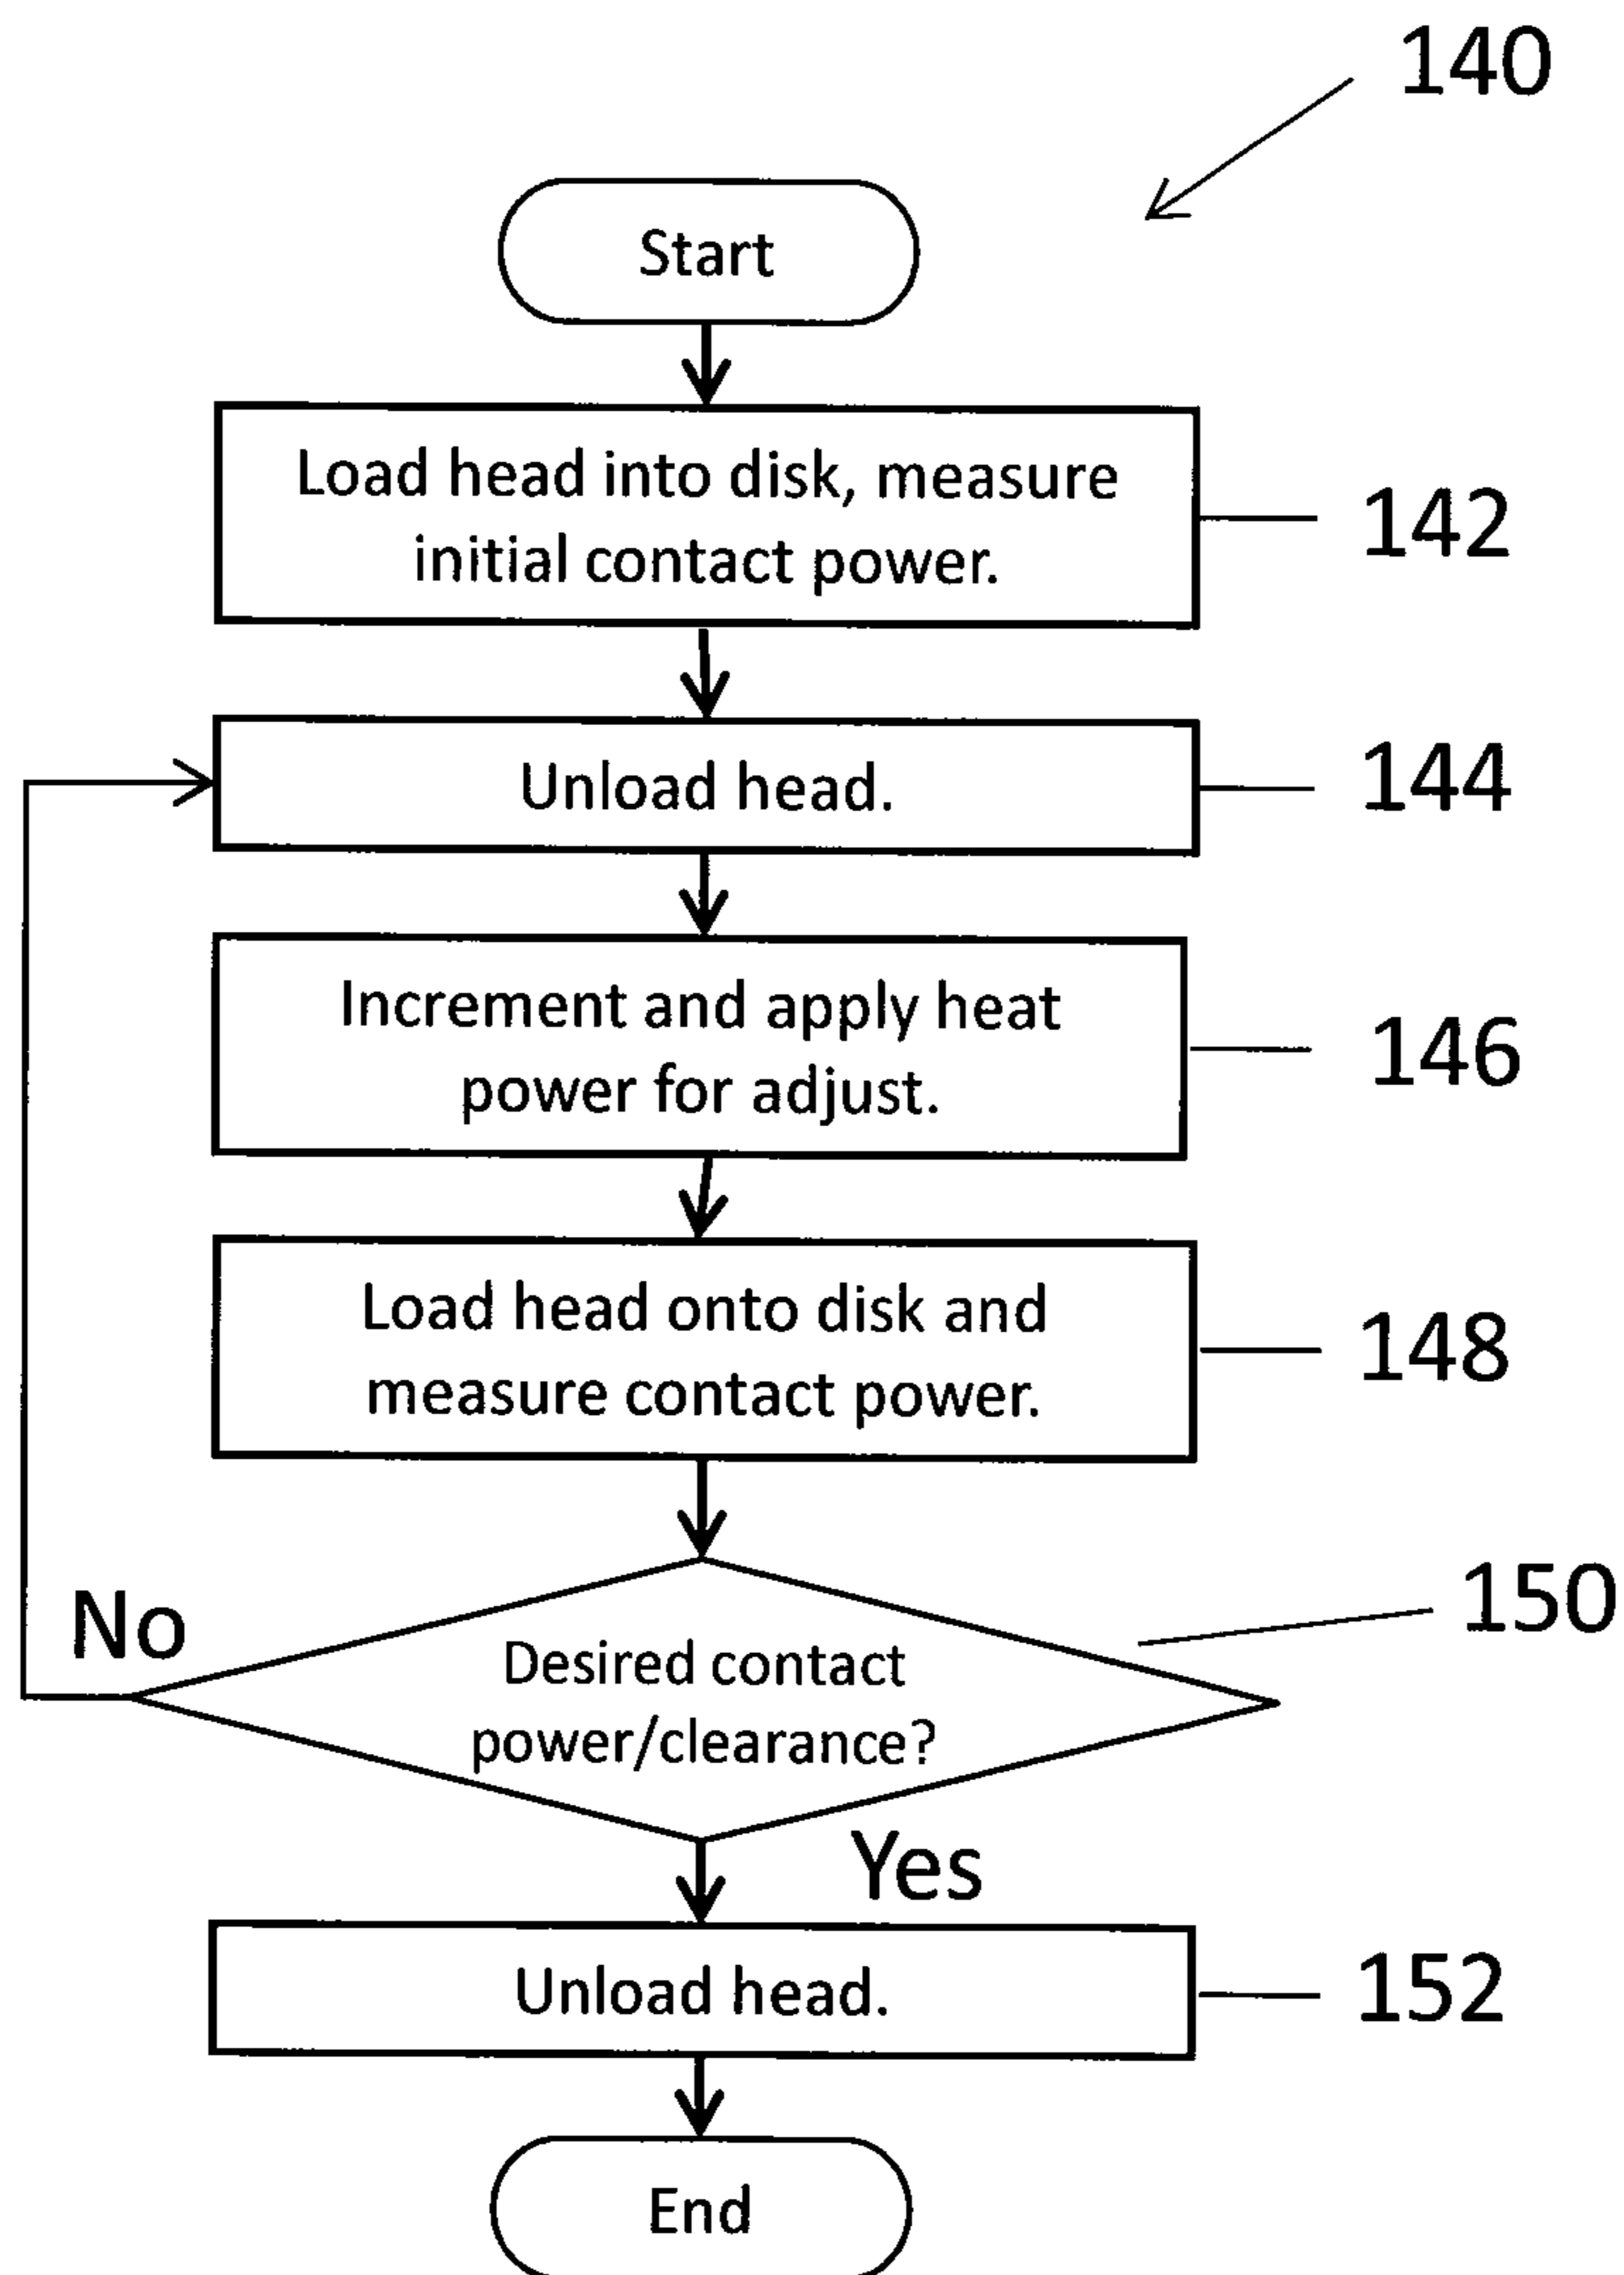 140
Start
Load head into disk, measure
initial contact power.
142
Unload head.
144
Increment and apply heat
power for adjust.
146
Load head onto disk and
measure contact power.
148
150
No
Desired contact
power/clearance?
Yes
Unload head.
152
End